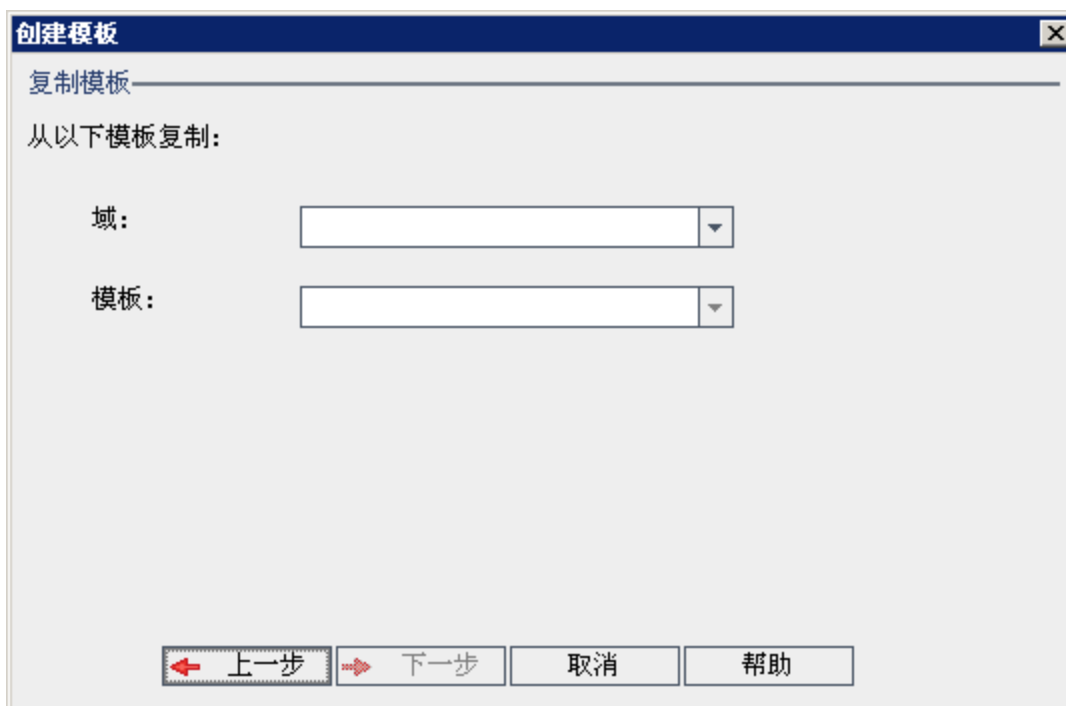 创建模板
复制模板
从以下模板复制:
域:
模板:
上一步 下一步 取消 帮助